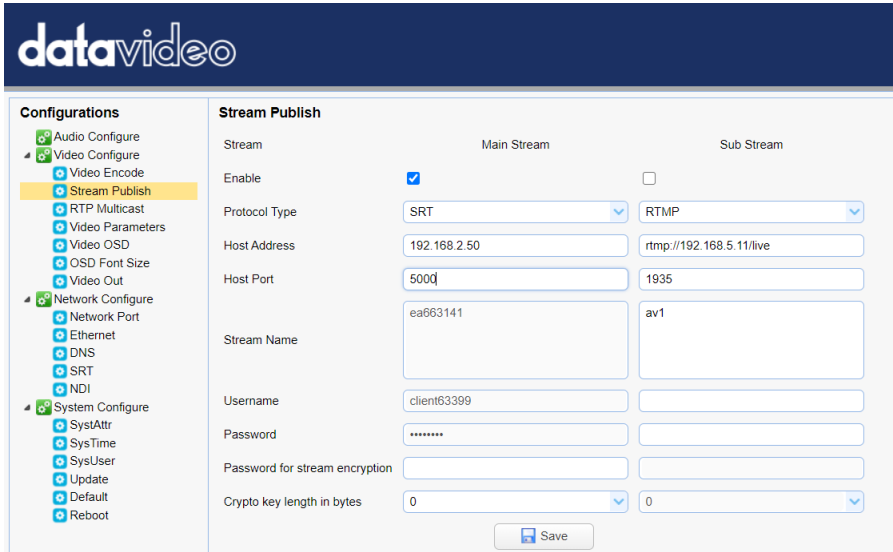 datavideo
Configurations
Audio Configure
Video Configure
Video Encode
Stream Publish
RTP Multicast
Video Parameters
Video OSD
OSD Font Size
Video Out
Network Configure
Network Port
Ethernet
DNS
SRT
NDI
System Configure
SystAttr
SysTime
SysUser
Update
Default
Reboot
Stream Publish
Stream Main Stream Sub Stream
Enable
Protocol Type SRT RTMP
Host Address 192.168.2.50 rtmp://192.168.5.11/live
Host Port 5000 1935
Stream Name ea663141 av1
Username client63399
Password ••••••••
Password for stream encryption
Crypto key length in bytes 0 0
Save